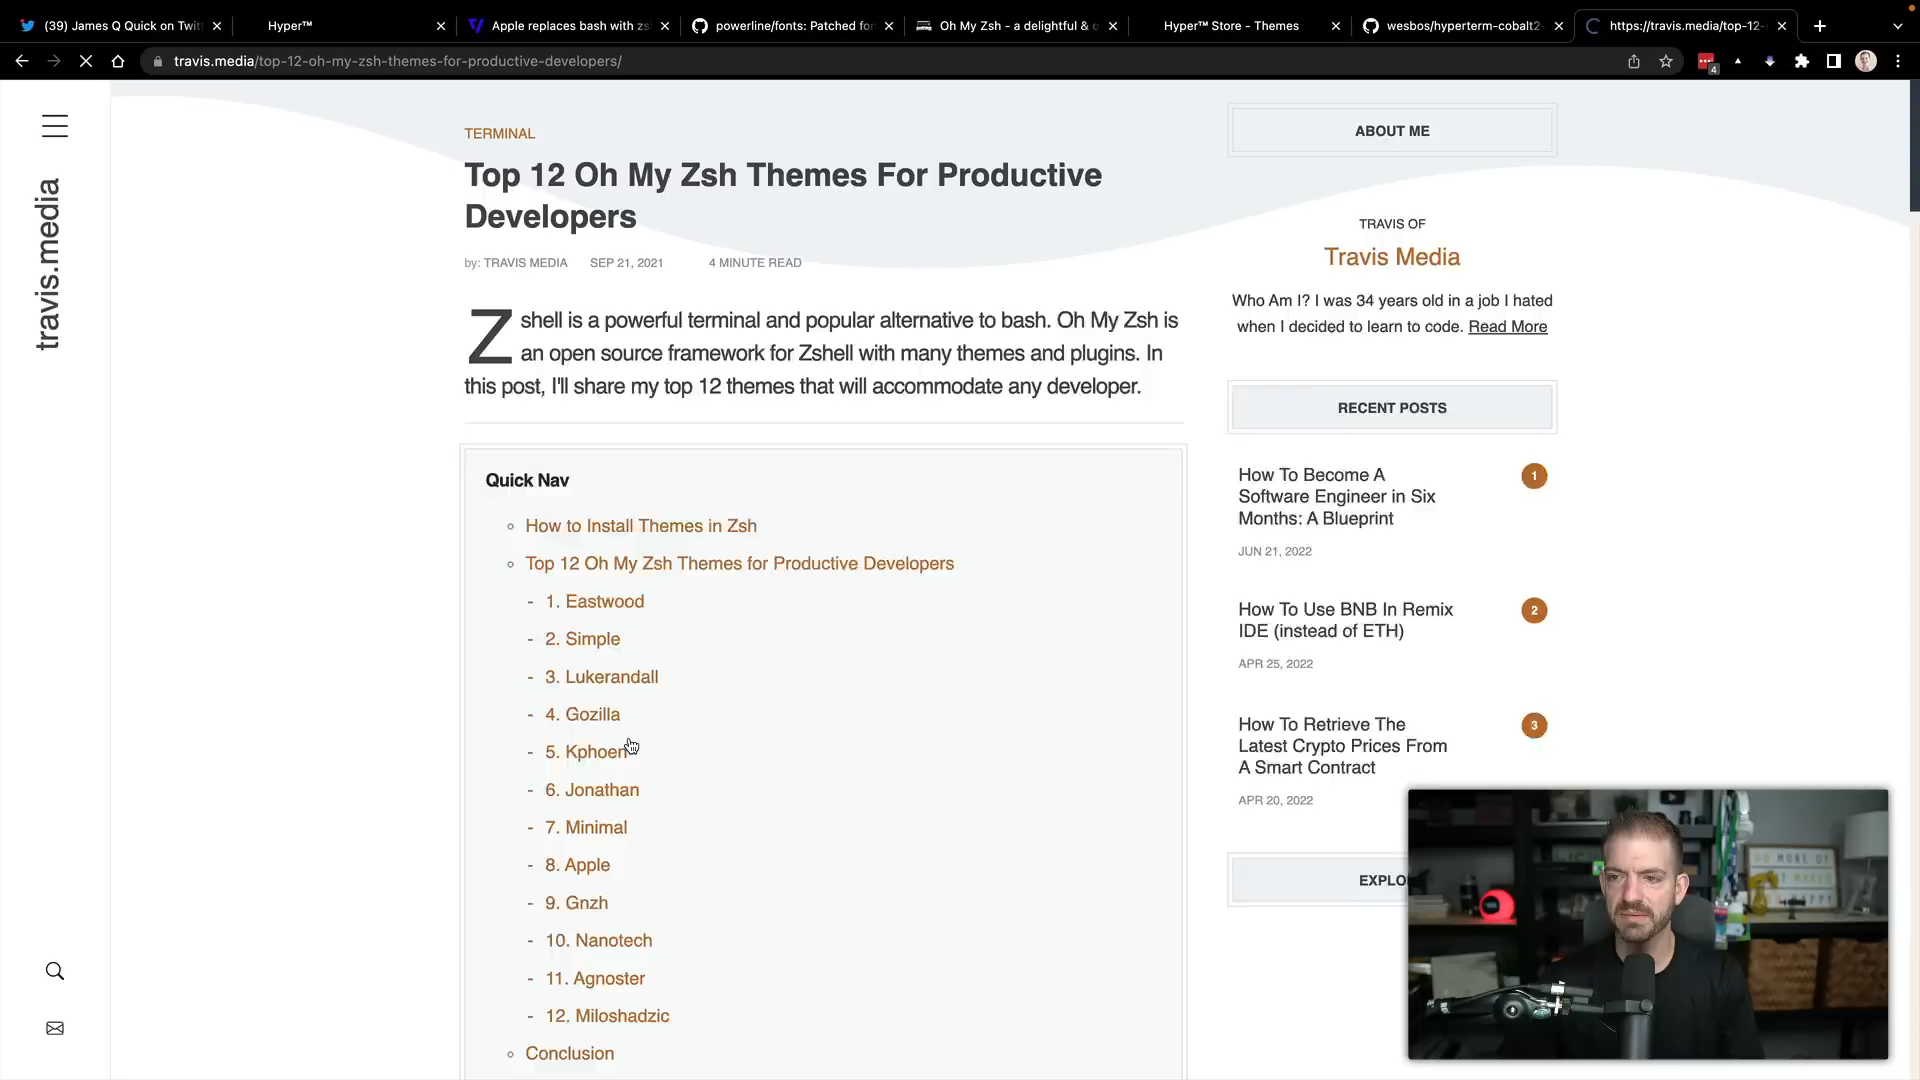 (39) James Q Quick on Twit
Hyper™
Apple replaces bash with zs
powerline/fonts: Patched fon
Oh My Zsh - a delightful & o
Hyper™ Store - Themes
wesbos/hyperterm-cobalt2-
https://travis.media/top-12-
travis.media/top-12-oh-my-zsh-themes-for-productive-developers/
4
travis.media
TERMINAL
Top 12 Oh My Zsh Themes For Productive
Developers
by: TRAVIS MEDIA SEP 21, 2021 4 MINUTE READ
Z shell is a powerful terminal and popular alternative to bash. Oh My Zsh is
an open source framework for Zshell with many themes and plugins. In
this post, I'll share my top 12 themes that will accommodate any developer.
Quick Nav
How to Install Themes in Zsh
Top 12 Oh My Zsh Themes for Productive Developers
- 1. Eastwood
- 2. Simple
- 3. Lukerandall
- 4. Gozilla
- 5. Kphoen
- 6. Jonathan
- 7. Minimal
- 8. Apple
- 9. Gnzh
- 10. Nanotech
- 11. Agnoster
- 12. Miloshadzic
Conclusion
ABOUT ME
TRAVIS OF
Travis Media
Who Am I? I was 34 years old in a job I hated
when I decided to learn to code. Read More
RECENT POSTS
How To Become A
Software Engineer in Six
Months: A Blueprint
1
JUN 21, 2022
How To Use BNB In Remix
IDE (instead of ETH)
2
APR 25, 2022
How To Retrieve The
Latest Crypto Prices From
A Smart Contract
3
APR 20, 2022
EXPLO